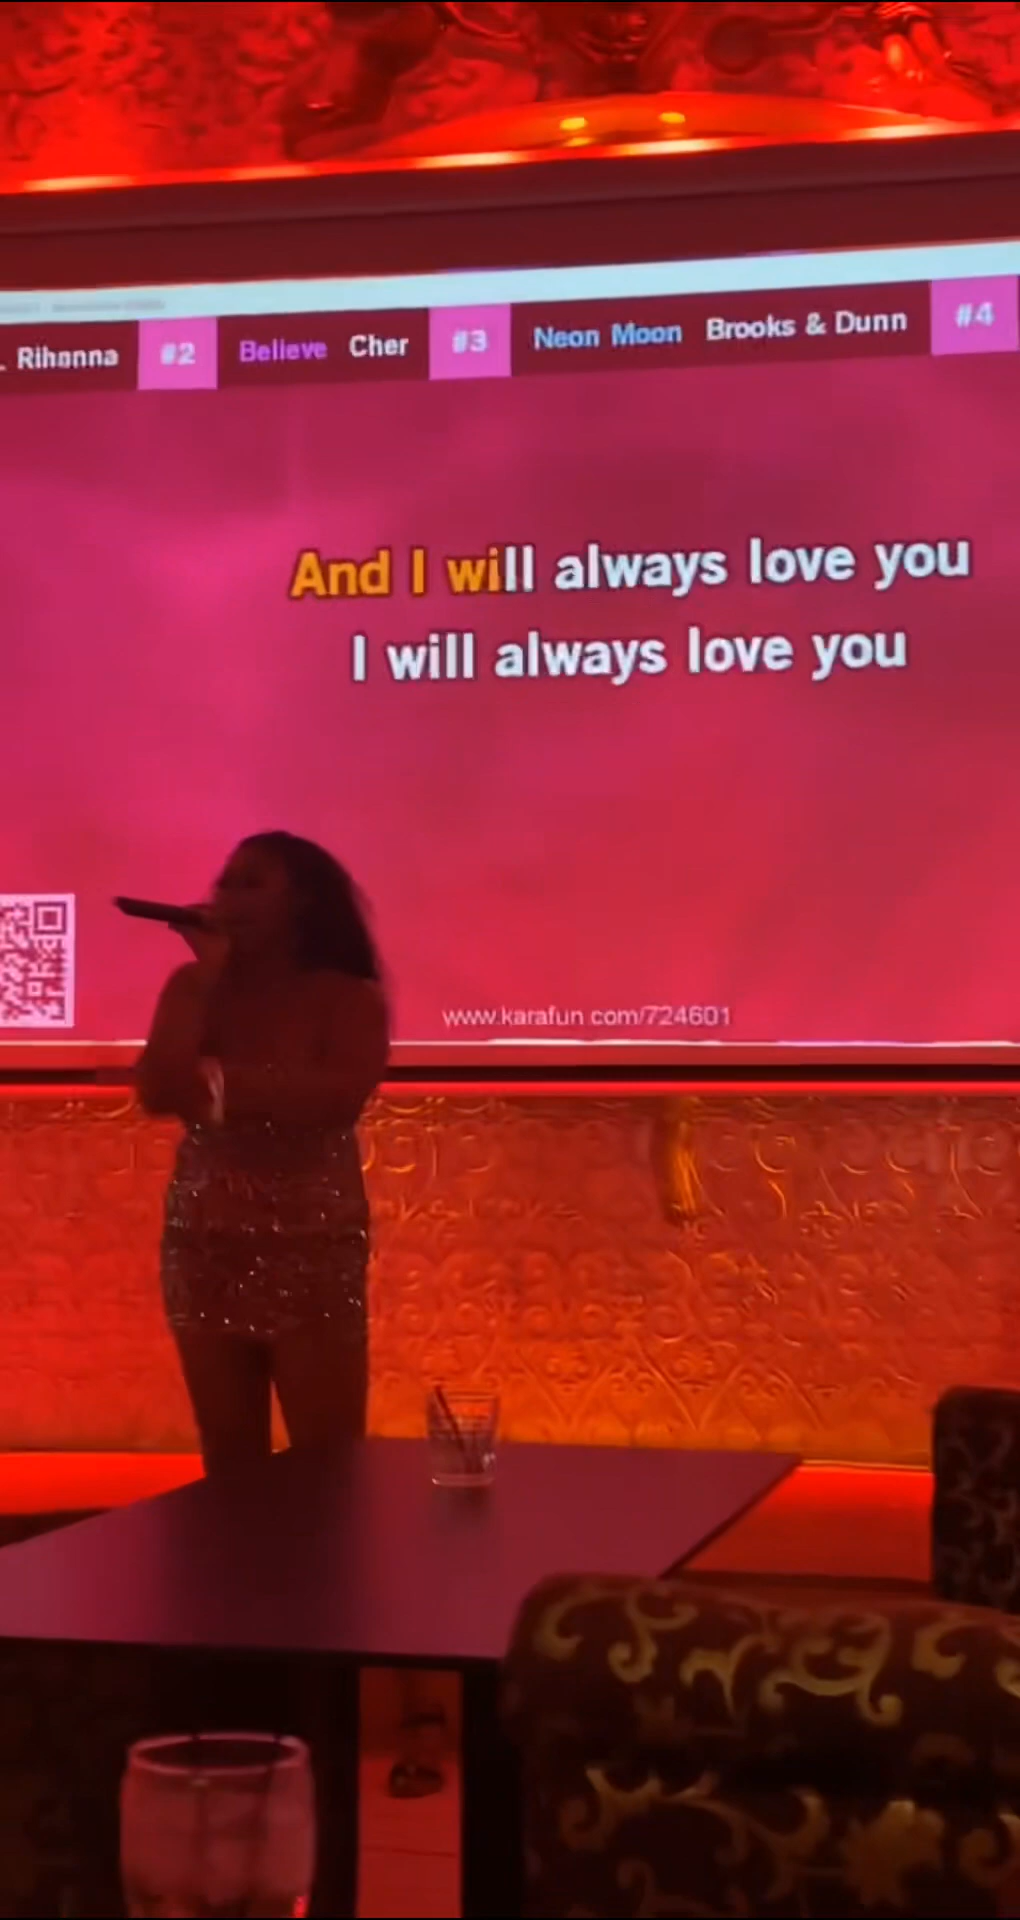 Rihanna #2 Believe Cher #3 Neon Moon Brooks & Dunn #4
And I will always love you
I will always love you
www.karafun.com/724601